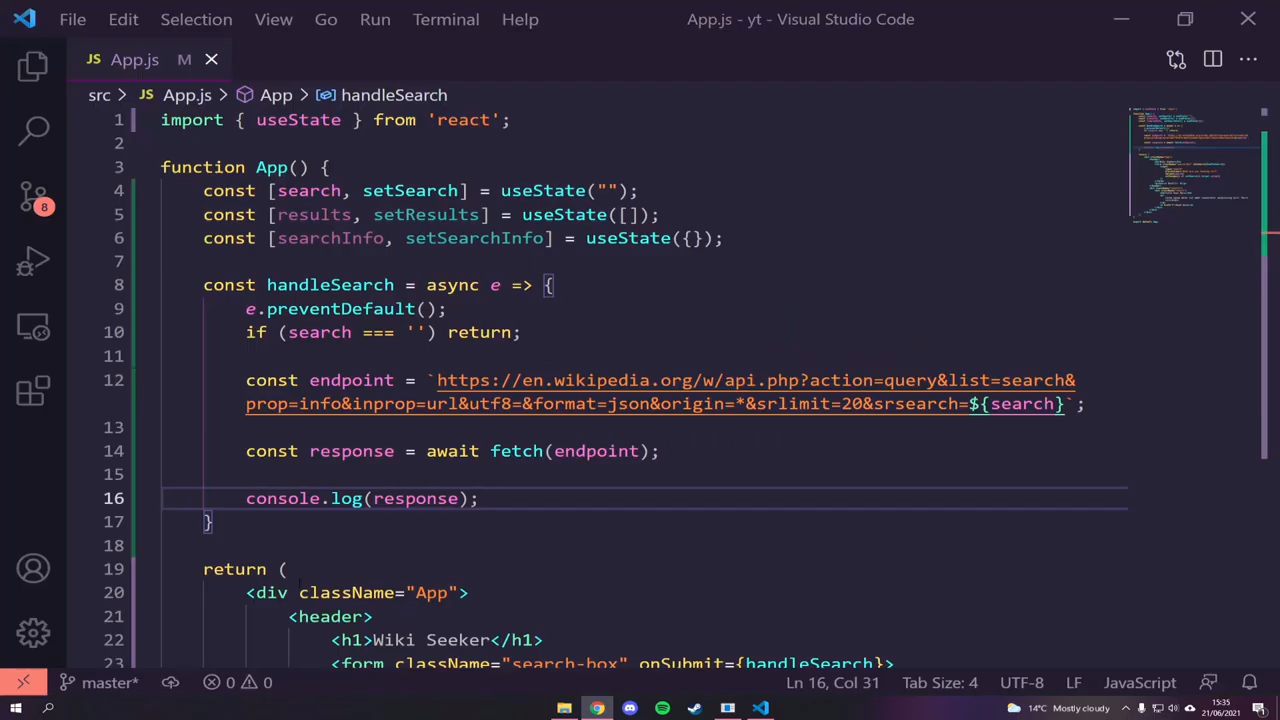 File Edit Selection View Go Run Terminal Help App.js - yt - Visual Studio Code
JS App.js M
src > JS App.js > App > handleSearch
1 import { useState } from 'react';
2
3 function App() {
4 const [search, setSearch] = useState("");
5 const [results, setResults] = useState([]);
6 const [searchInfo, setSearchInfo] = useState({});
7
8 const handleSearch = async e => {
9 e.preventDefault();
10 if (search === '') return;
11
12 const endpoint = `https://en.wikipedia.org/w/api.php?action=query&list=search&
prop=info&inprop=url&utf8=&format=json&origin=*&srlimit=20&srsearch=${search}`;
13
14 const response = await fetch(endpoint);
15
16 console.log(response);
17 }
18
19 return (
20 <div className="App">
21 <header>
22 <h1>Wiki Seeker</h1>
23 <form className="search-box" onSubmit={handleSearch}>
8
master* 0 0 Ln 16, Col 31 Tab Size: 4 UTF-8 LF JavaScript
14°C Mostly cloudy 15:35
21/06/2021 1